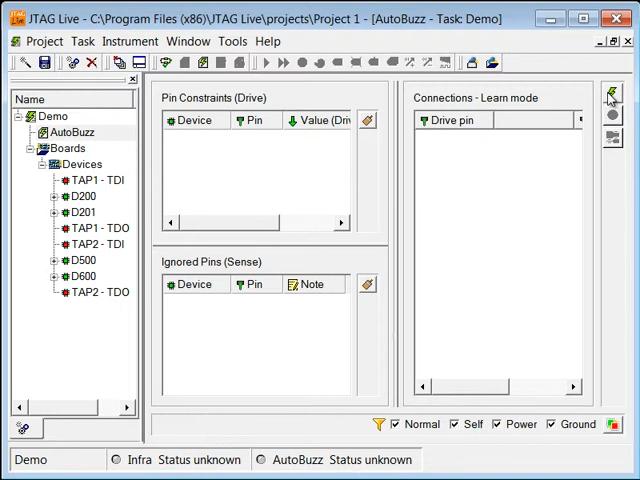 JTAG Live - C:\Program Files (x86)\JTAG Live\projects\Project 1 - [AutoBuzz - Task: Demo]
Project Task Instrument Window Tools Help
Name
Demo
AutoBuzz
Boards
Devices
TAP1 - TDI
D200
D201
TAP1 - TDO
TAP2 - TDI
D500
D600
TAP2 - TDO
Pin Constraints (Drive)
Device Pin Value (Driv
Ignored Pins (Sense)
Device Pin Note
Connections - Learn mode
Drive pin
Normal Self Power Ground
Demo Infra Status unknown AutoBuzz Status unknown